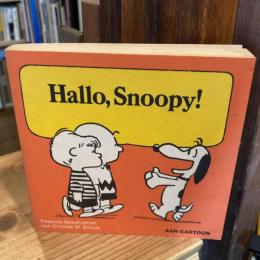 Hallo, Snoopy!
Peanuts-Geschichten
von Charles M. Schulz
AAR-CARTOON